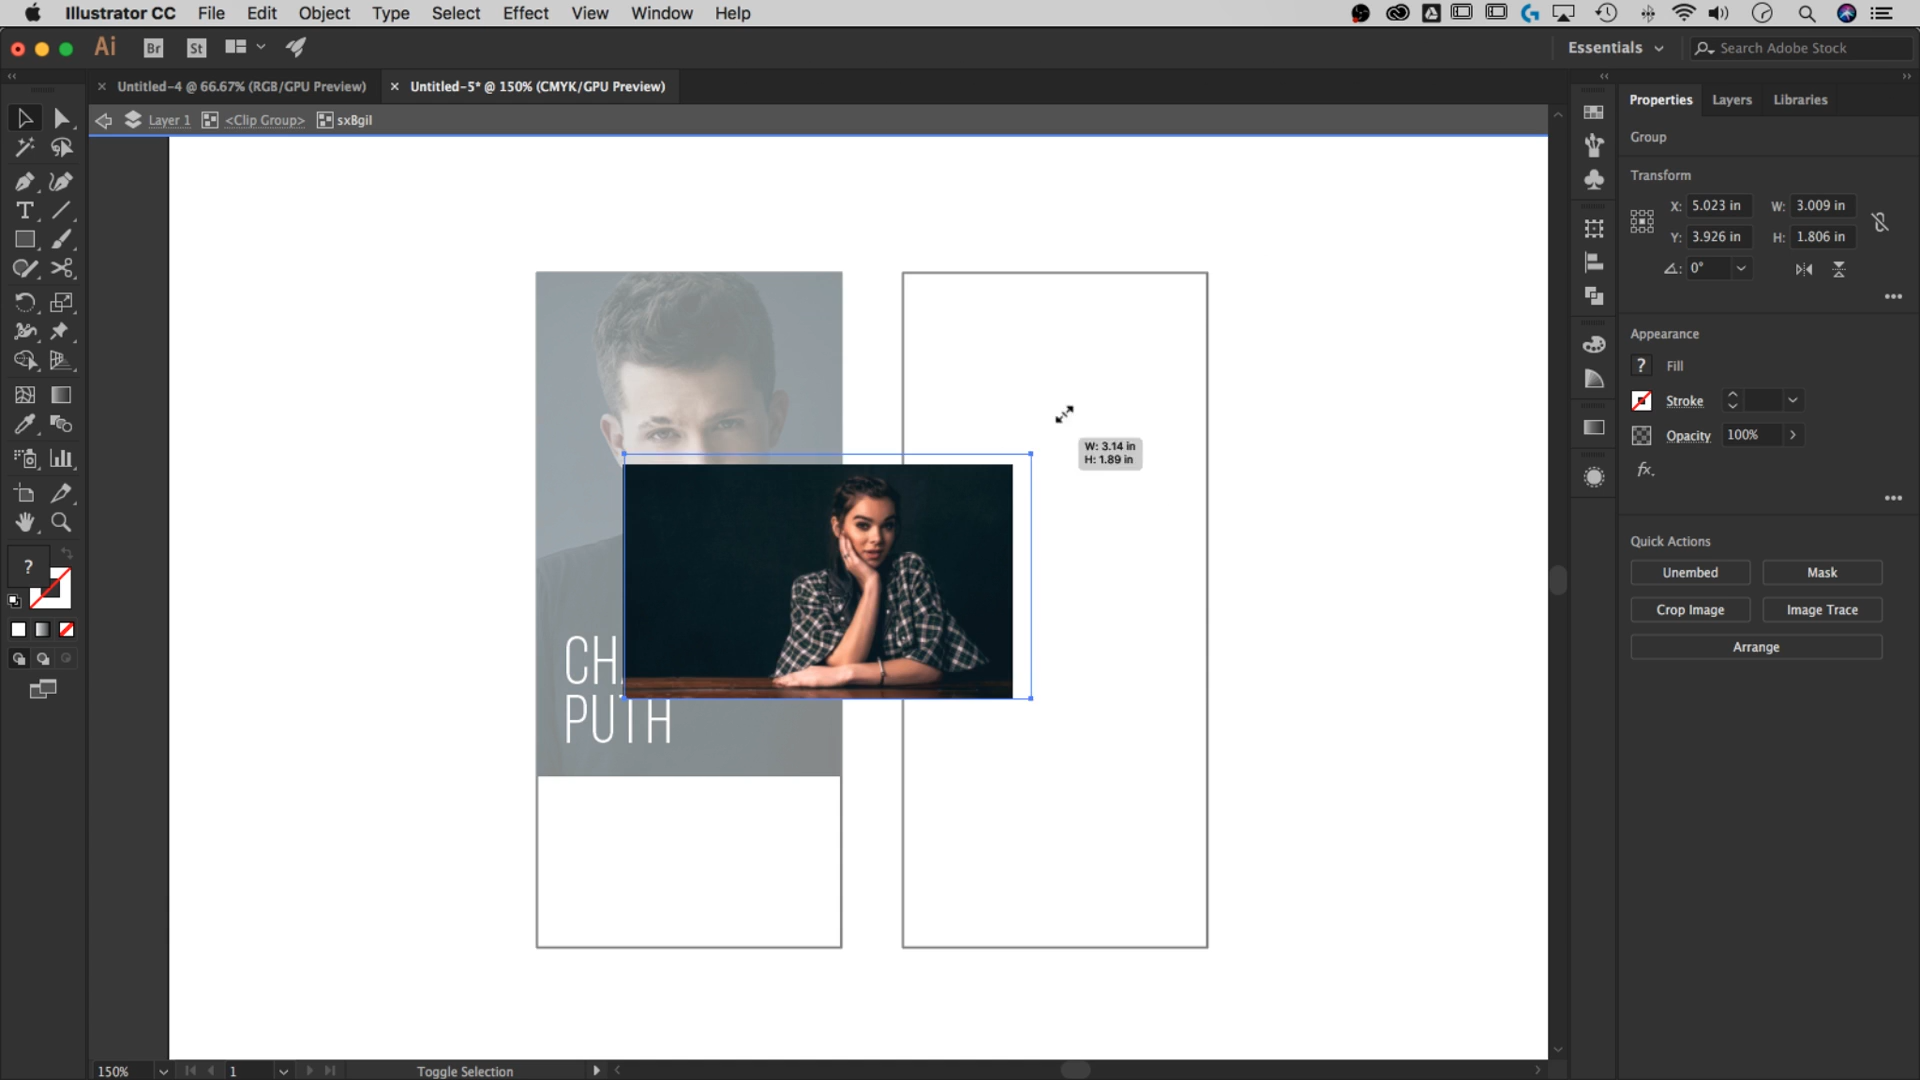 Illustrator CC File Edit Object Type Select Effect View Window Help
Ai Br St Essentials Search Adobe Stock
Untitled-4 @ 66.67% (RGB/GPU Preview) Untitled-5* @ 150% (CMYK/GPU Preview)
Layer 1 <Clip Group> sxBgil
Properties Layers Libraries
Group
Transform
X: 5.023 in W: 3.009 in
Y: 3.926 in H: 1.806 in
0°
Appearance
? Fill
Stroke
Opacity 100%
fx.
Quick Actions
Unembed Mask
Crop Image Image Trace
Arrange
W: 3.14 in
H: 1.89 in
PUTH
?
150% 1 Toggle Selection